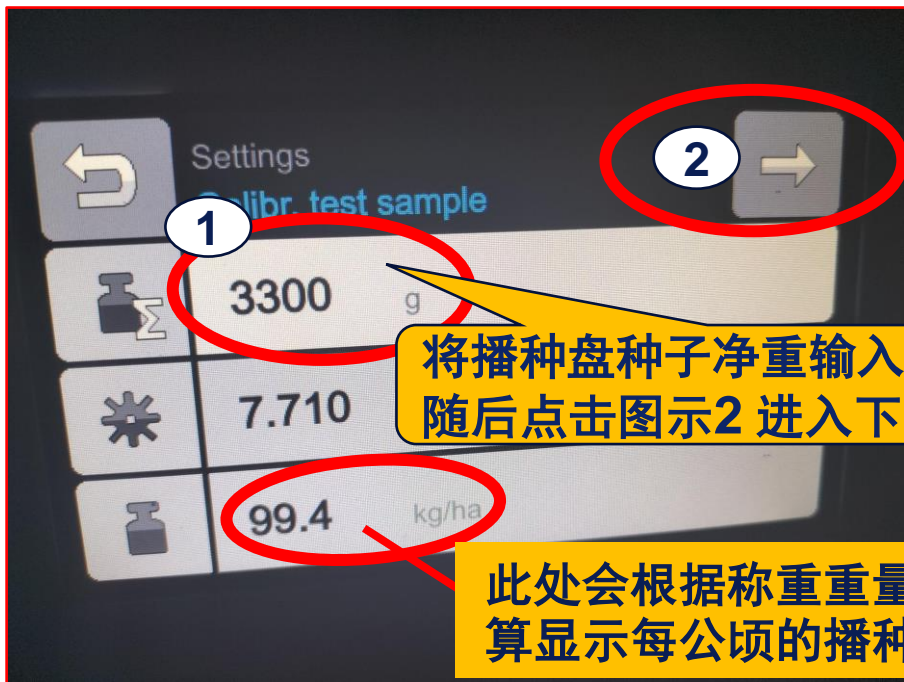 Settings
2
libr. test sample
1
3300 g
将播种盘种子净重输入
7.710
随后点击图示2 进入下
99.4 kg/ha
此处会根据称重重量
算显示每公顷的播种